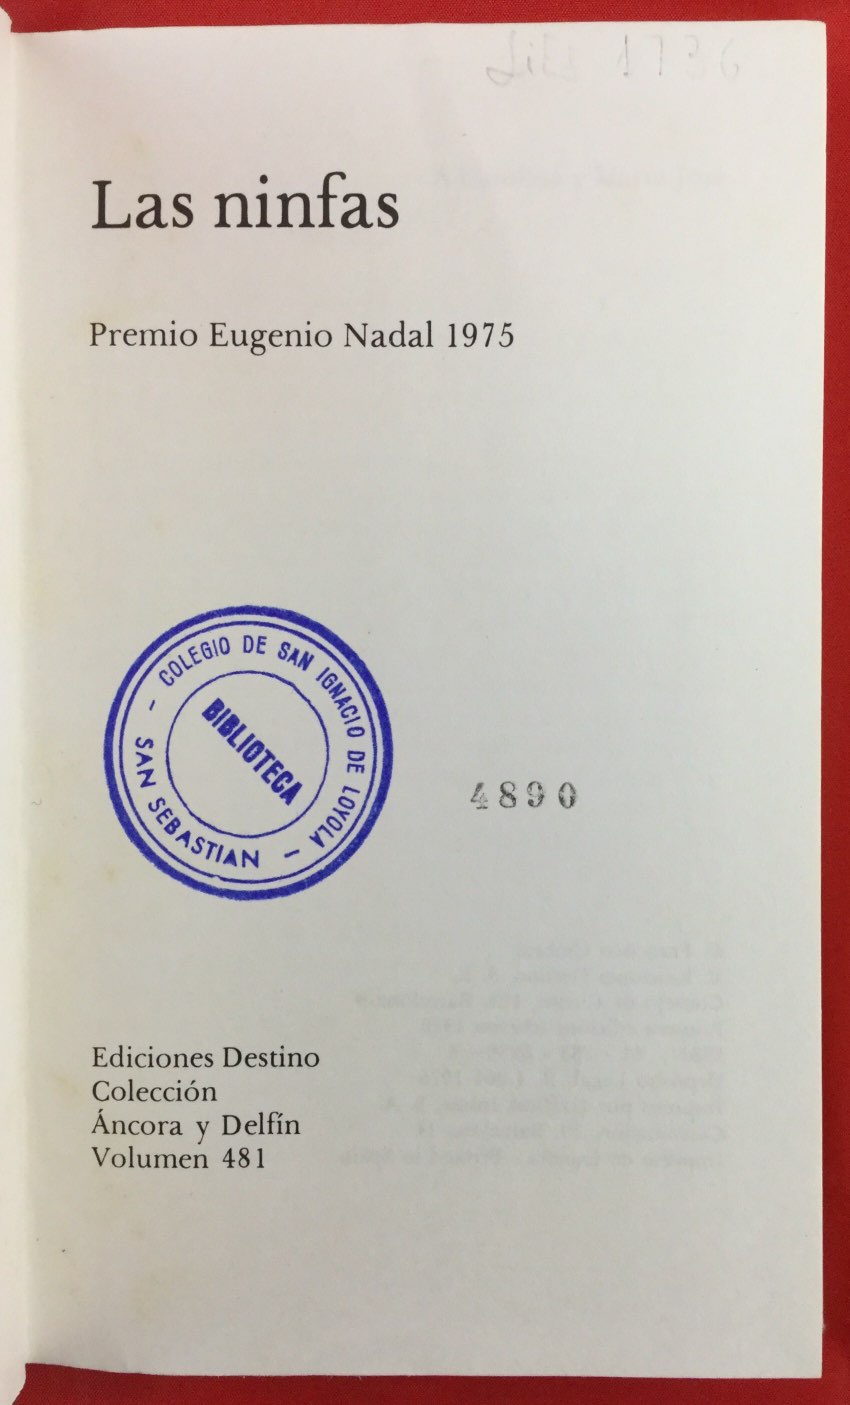 Las ninfas
Premio Eugenio Nadal 1975
COLEGIO DE SAN IGNACIO DE LOYOLA –
SAN SEBASTIAN –
BIBLIOTECA
4890
Ediciones Destino
Colección
Áncora y Delfín
Volumen 481